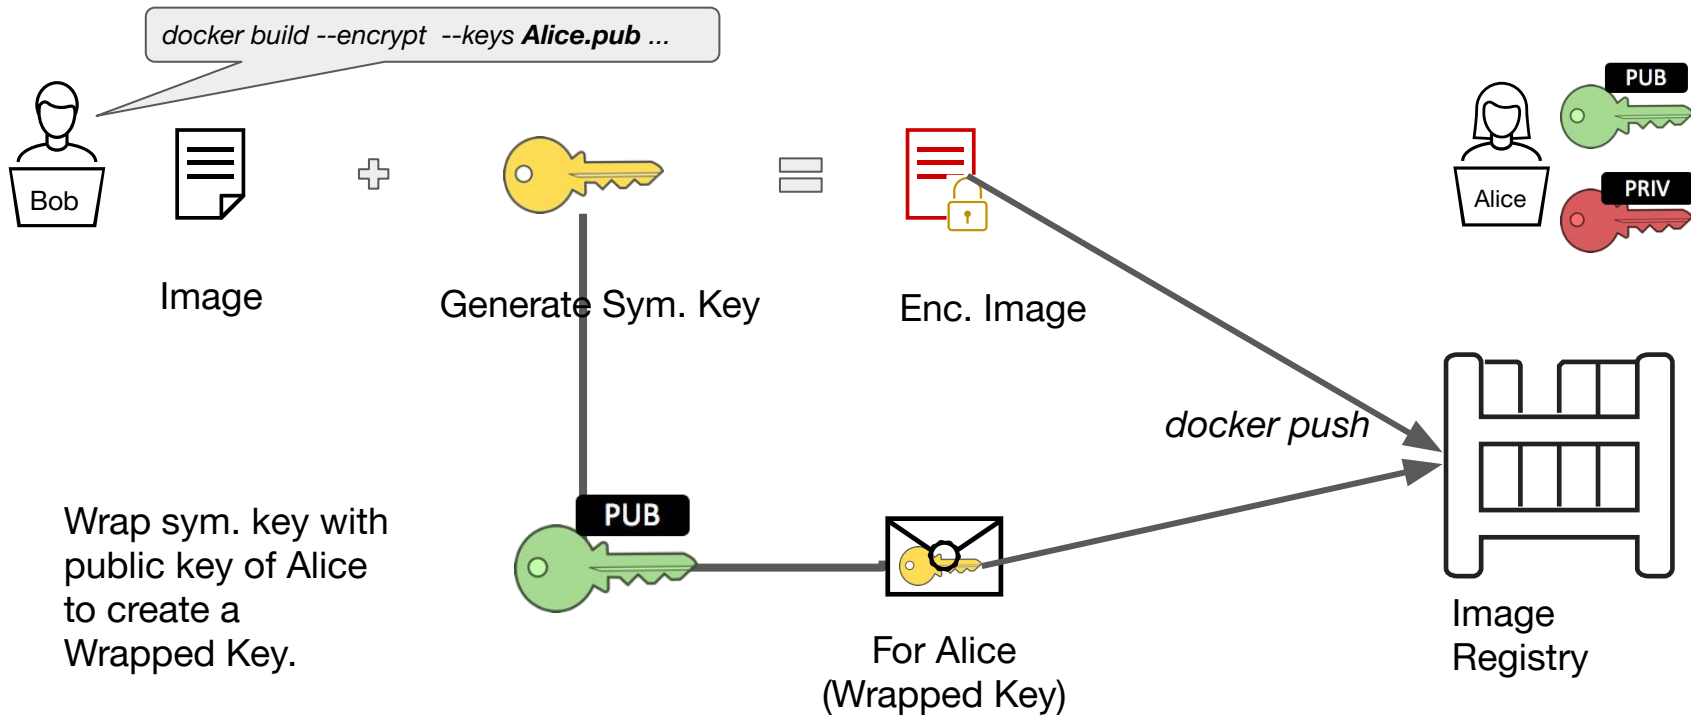 docker build --encrypt --keys Alice.pub ...
PUB
Bob
PRIV
Alice
Image
Generate Sym. Key
Enc. Image
docker push
PUB
Wrap sym. key with
public key of Alice
to create a
Wrapped Key.
For Alice
(Wrapped Key)
Image
Registry